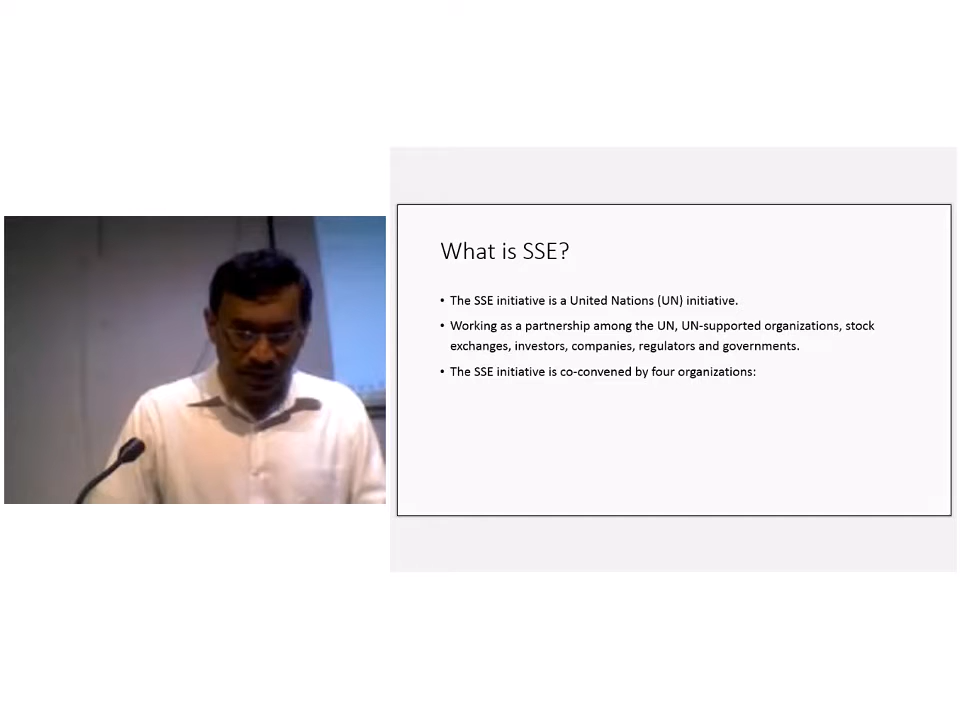 What is SSE?
• The SSE initiative is a United Nations (UN) initiative.
• Working as a partnership among the UN, UN-supported organizations, stock
exchanges, investors, companies, regulators and governments.
• The SSE initiative is co-convened by four organizations: